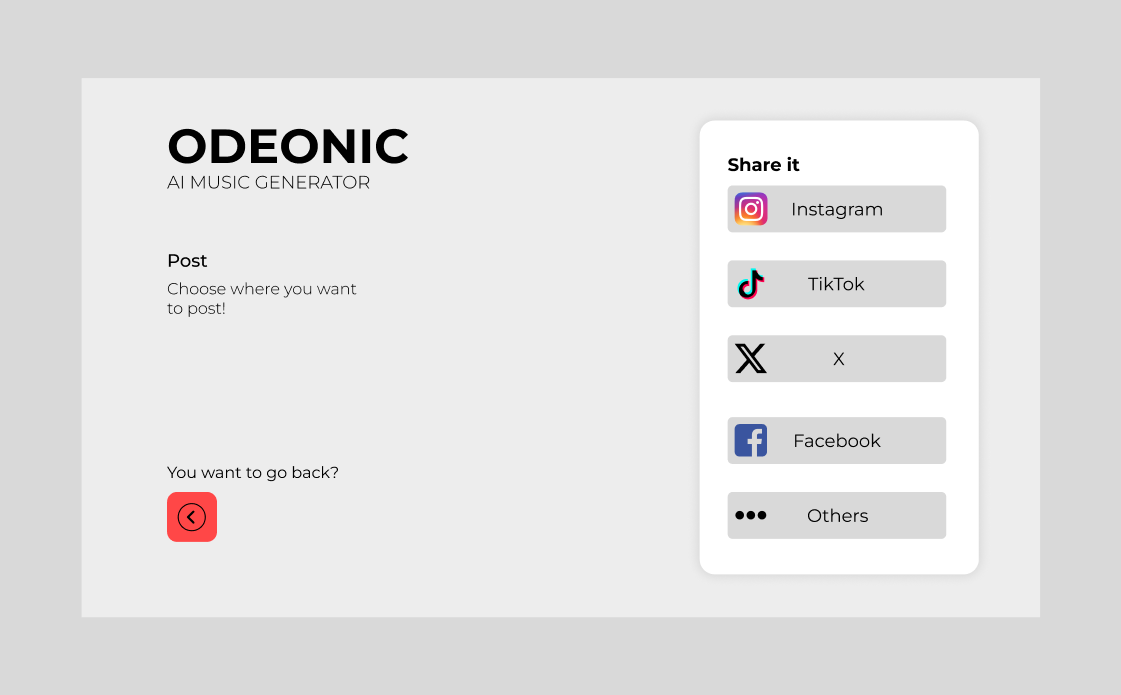 ODEONIC
AI MUSIC GENERATOR
Post
Choose where you want
to post!
You want to go back?
Share it
Instagram
TikTok
X
Facebook
Others